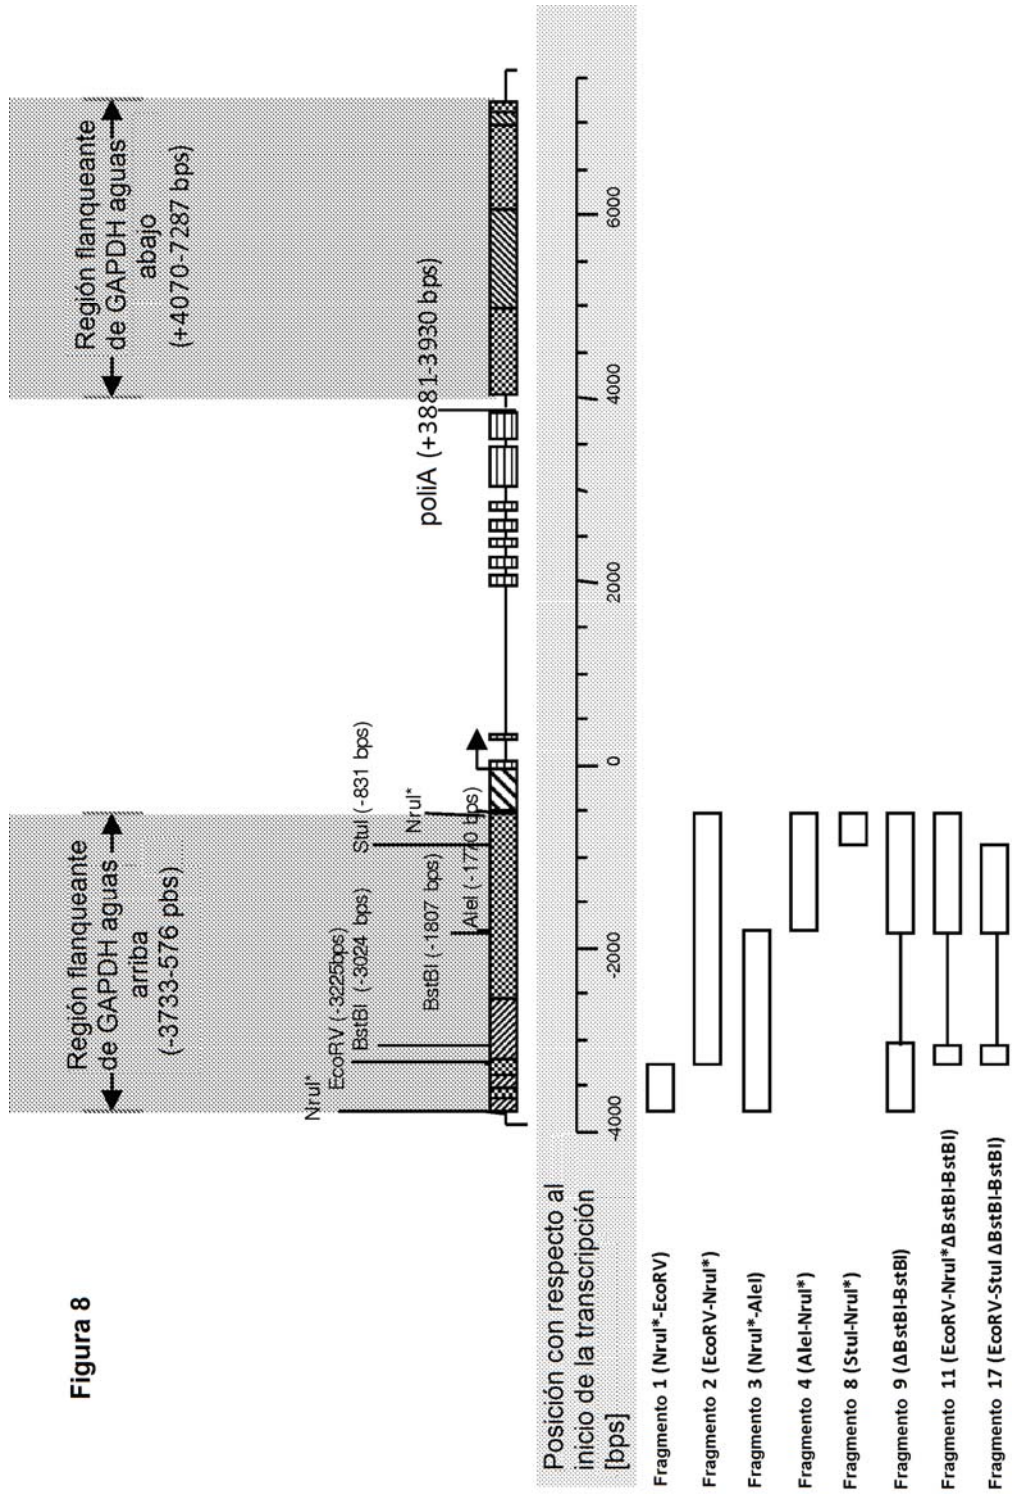 Figura 8
Región flanqueante
de GAPDH aguas
arriba
(-3733-576 pbs)
Región flanqueante
de GAPDH aguas
abajo
(+4070-7287 bps)
NruI*
EcoRV (-3225bps)
BstBI (-3024 bps)
BstBI (-1807 bps)
AleI (-1770 bps)
StuI (-831 bps)
NruI*
poliA (+3881-3930 bps)
Posición con respecto al
inicio de la transcripción
[bps]
-4000
-2000
0
2000
4000
6000
Fragmento 1 (NruI*-EcoRV)
Fragmento 2 (EcoRV-NruI*)
Fragmento 3 (NruI*-AleI)
Fragmento 4 (AleI-NruI*)
Fragmento 8 (StuI-NruI*)
Fragmento 9 (ΔBstBI-BstBI)
Fragmento 11 (EcoRV-NruI*ΔBstBI-BstBI)
Fragmento 17 (EcoRV-StuI ΔBstBI-BstBI)